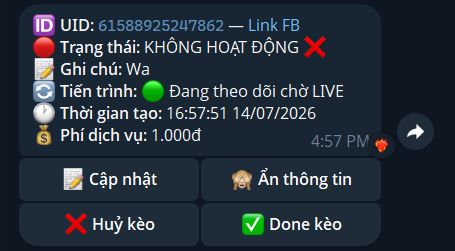 🆔 UID: 61588925247862 — Link FB
🔴 Trạng thái: KHÔNG HOẠT ĐỘNG ❌
📝 Ghi chú: Wa
🔄 Tiến trình: 🟢 Đang theo dõi chờ LIVE
🕐 Thời gian tạo: 16:57:51 14/07/2026
💰 Phí dịch vụ: 1.000đ
4:57 PM
📝 Cập nhật
🙈 Ẩn thông tin
❌ Huỷ kèo
✅ Done kèo